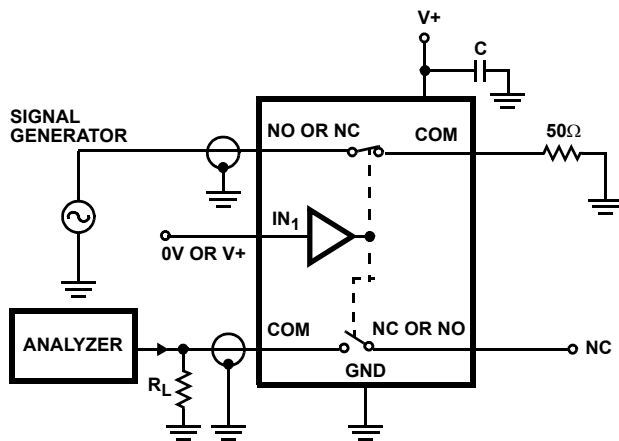 V+
C
SIGNAL
GENERATOR
NO OR NC
COM
50Ω
IN1
0V OR V+
COM
NC OR NO
NC
ANALYZER
GND
RL